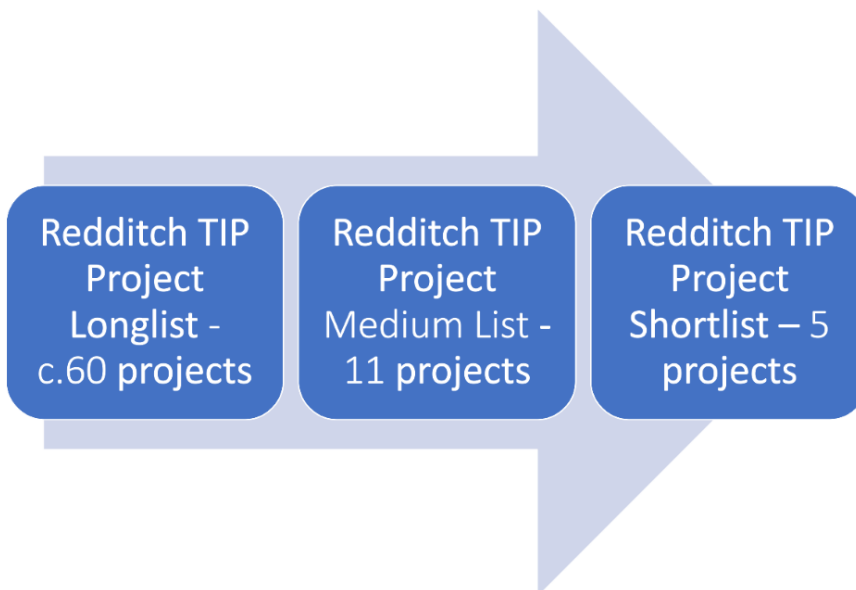 Redditch TIP
Project
Longlist -
c.60 projects
Redditch TIP
Project
Medium List -
11 projects
Redditch TIP
Project
Shortlist – 5
projects